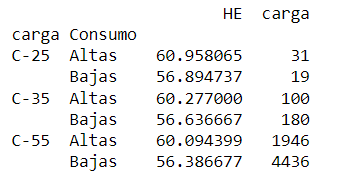 HE carga
carga Consumo
C-25 Altas 60.958065 31
Bajas 56.894737 19
C-35 Altas 60.277000 100
Bajas 56.636667 180
C-55 Altas 60.094399 1946
Bajas 56.386677 4436